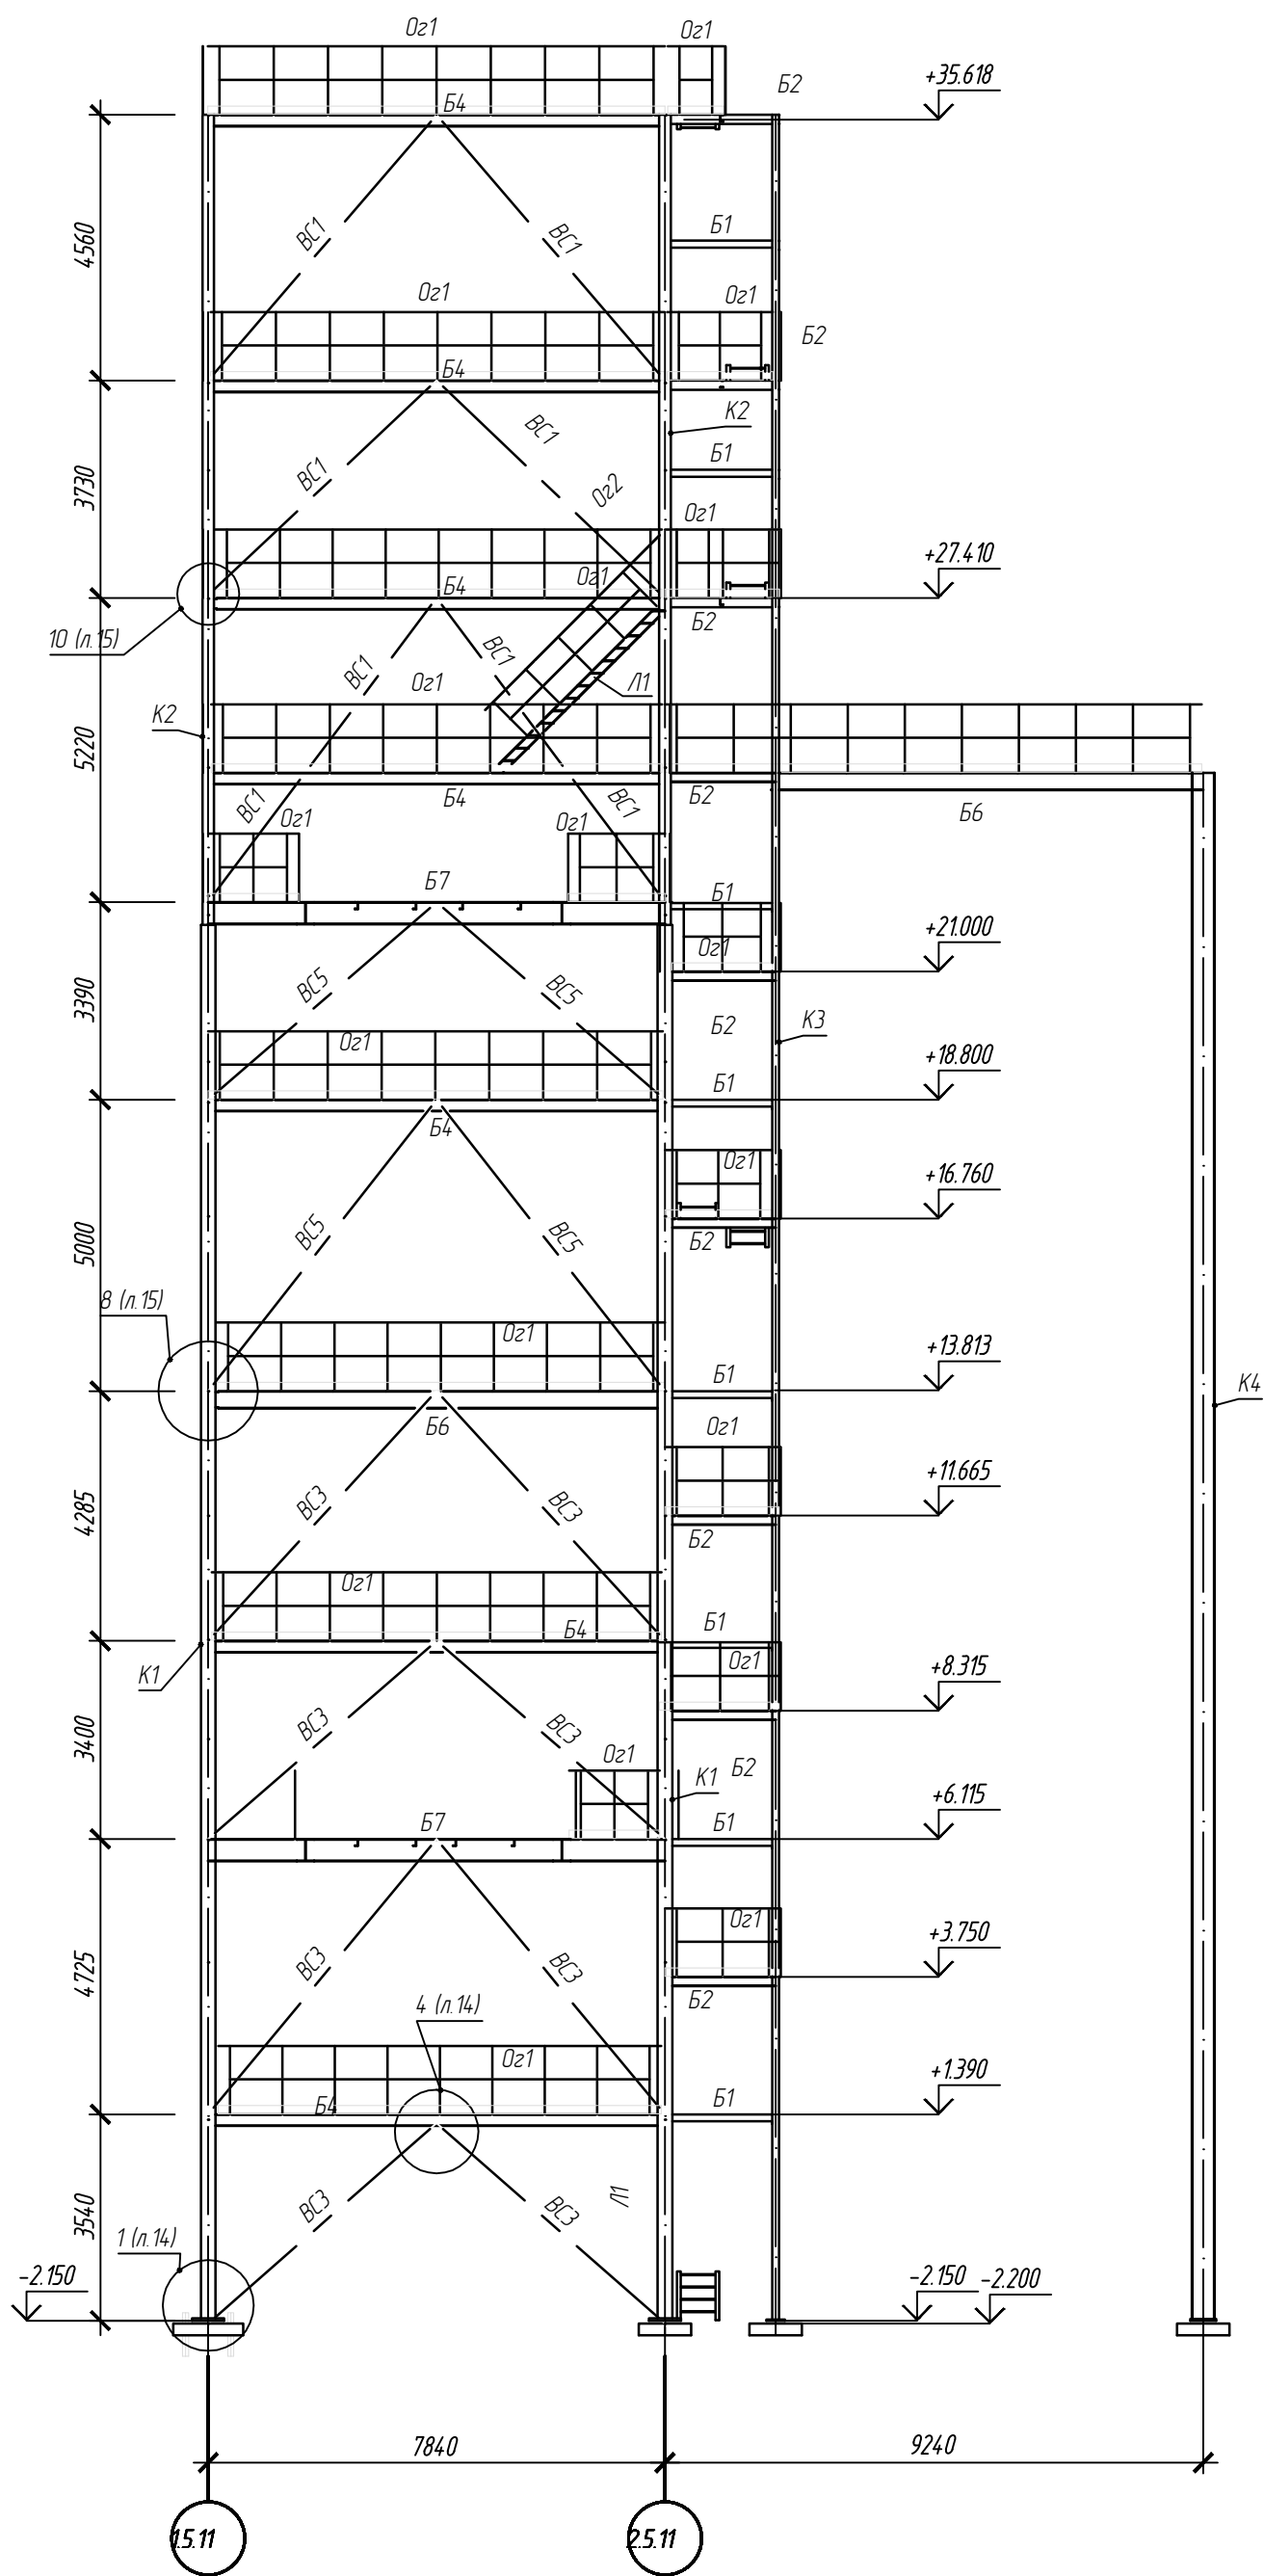 Ог1
Ог1
+35.618
Б2
Б4
4560
ВС1
ВС1
Б1
Ог1
Ог1
Б2
Б4
К2
3730
ВС1
ВС1
Ог2
Б1
Ог1
+27.410
10 (л.15)
Б4
Ог1
Б2
ВС1
ВС1
Л1
К2
Ог1
5220
Б4
Б2
Б6
ВС1
ВС1
Ог1
Ог1
Б7
Б1
+21.000
Ог1
3390
ВС5
ВС5
Б2
К3
Ог1
+18.800
Б1
Б4
Ог1
+16.760
5000
ВС5
ВС5
Б2
8 (л.15)
Ог1
+13.813
Б1
К4
Б6
Ог1
+11.665
4285
ВС3
ВС3
Б2
Ог1
Б4
Б1
К1
Ог1
+8.315
3400
ВС3
ВС3
Ог1
К1
Б2
+6.115
Б7
Б1
4725
ВС3
ВС3
Ог1
+3.750
4 (л.14)
Б2
Ог1
+1.390
Б4
Б1
3540
ВС3
ВС3
Л1
1 (л.14)
-2.150
-2.150
-2.200
7840
9240
1.5.11
2.5.11